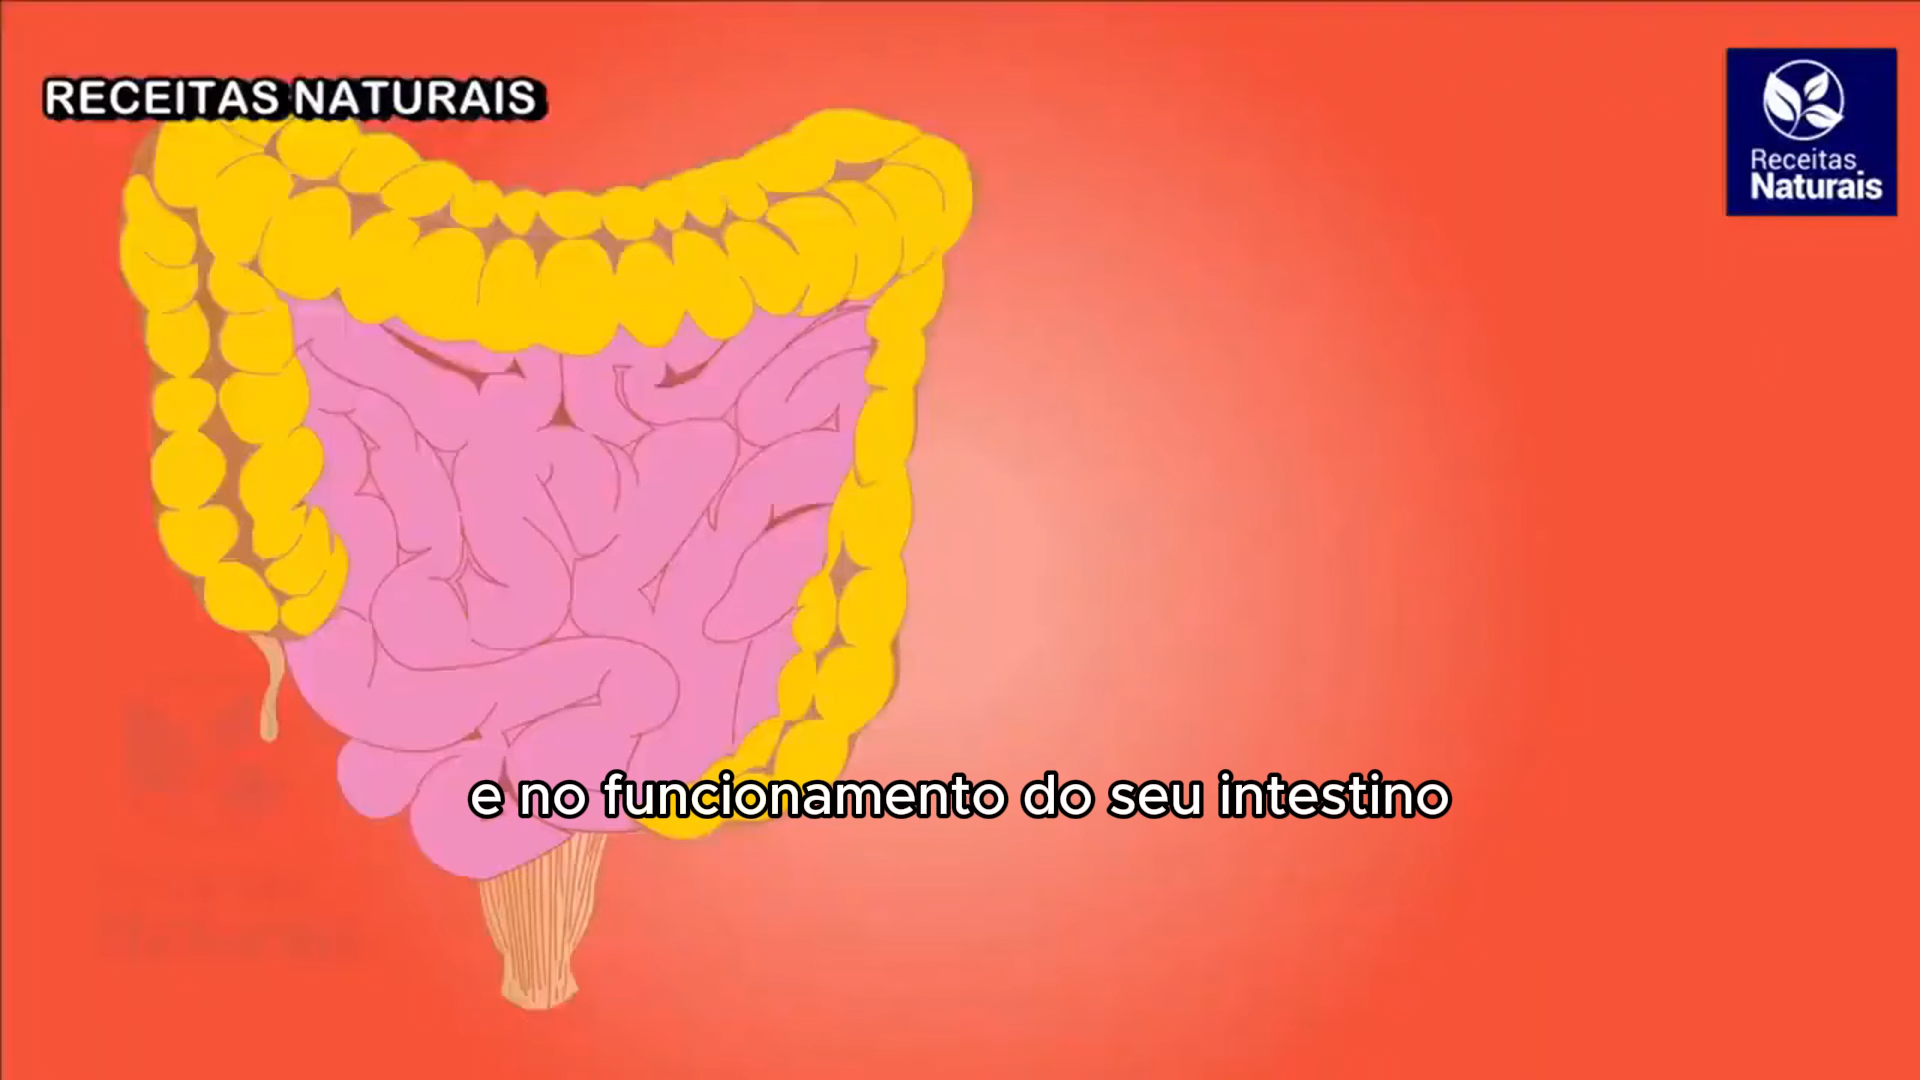 RECEITAS NATURAIS
Receitas
Naturais
e no funcionamento do seu intestino